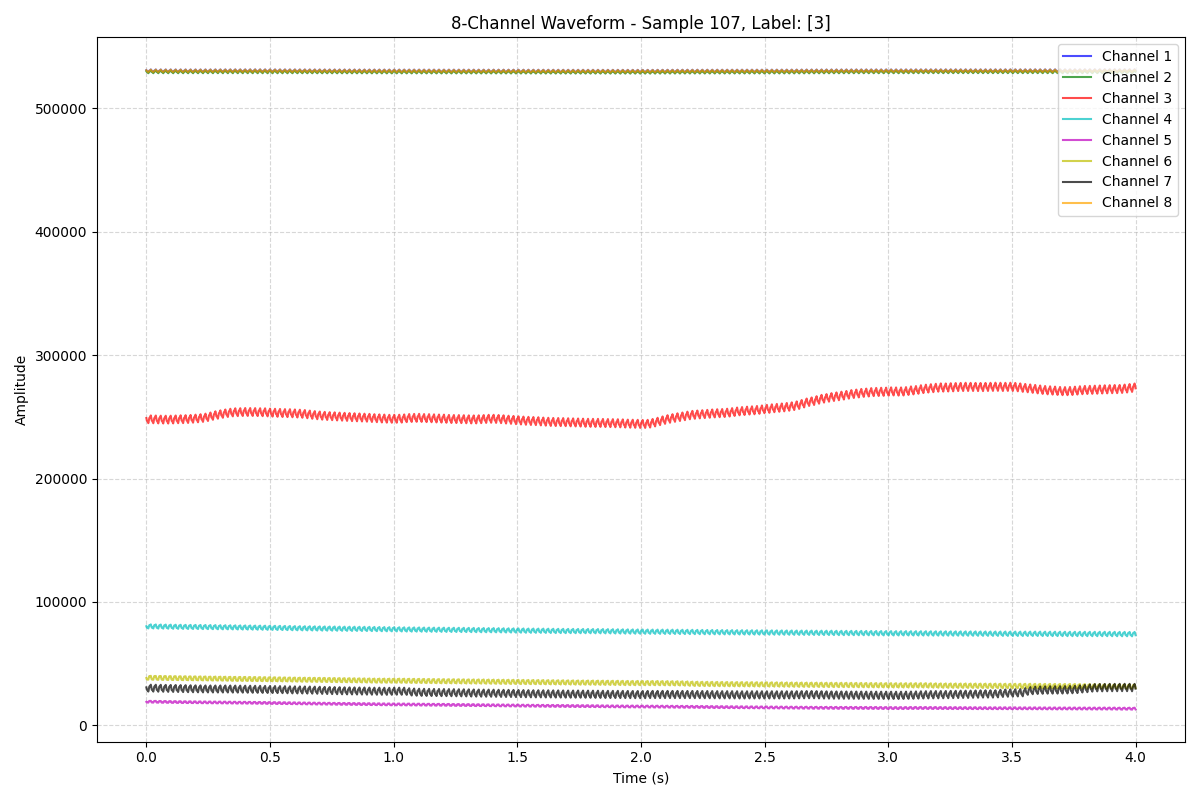 8-Channel Waveform - Sample 107, Label: [3]
Channel 1
Channel 2
Channel 3
Channel 4
Channel 5
Channel 6
Channel 7
Channel 8
500000
400000
300000
200000
100000
0
Amplitude
0.0 0.5 1.0 1.5 2.0 2.5 3.0 3.5 4.0
Time (s)